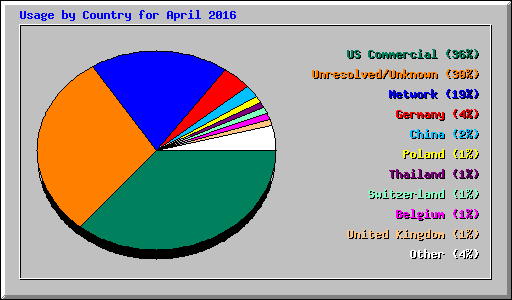 Usage by Country for April 2016
US Commercial (36%)
Unresolved/Unknown (30%)
Network (19%)
Germany (4%)
China (2%)
Poland (1%)
Thailand (1%)
Switzerland (1%)
Belgium (1%)
United Kingdom (1%)
Other (4%)